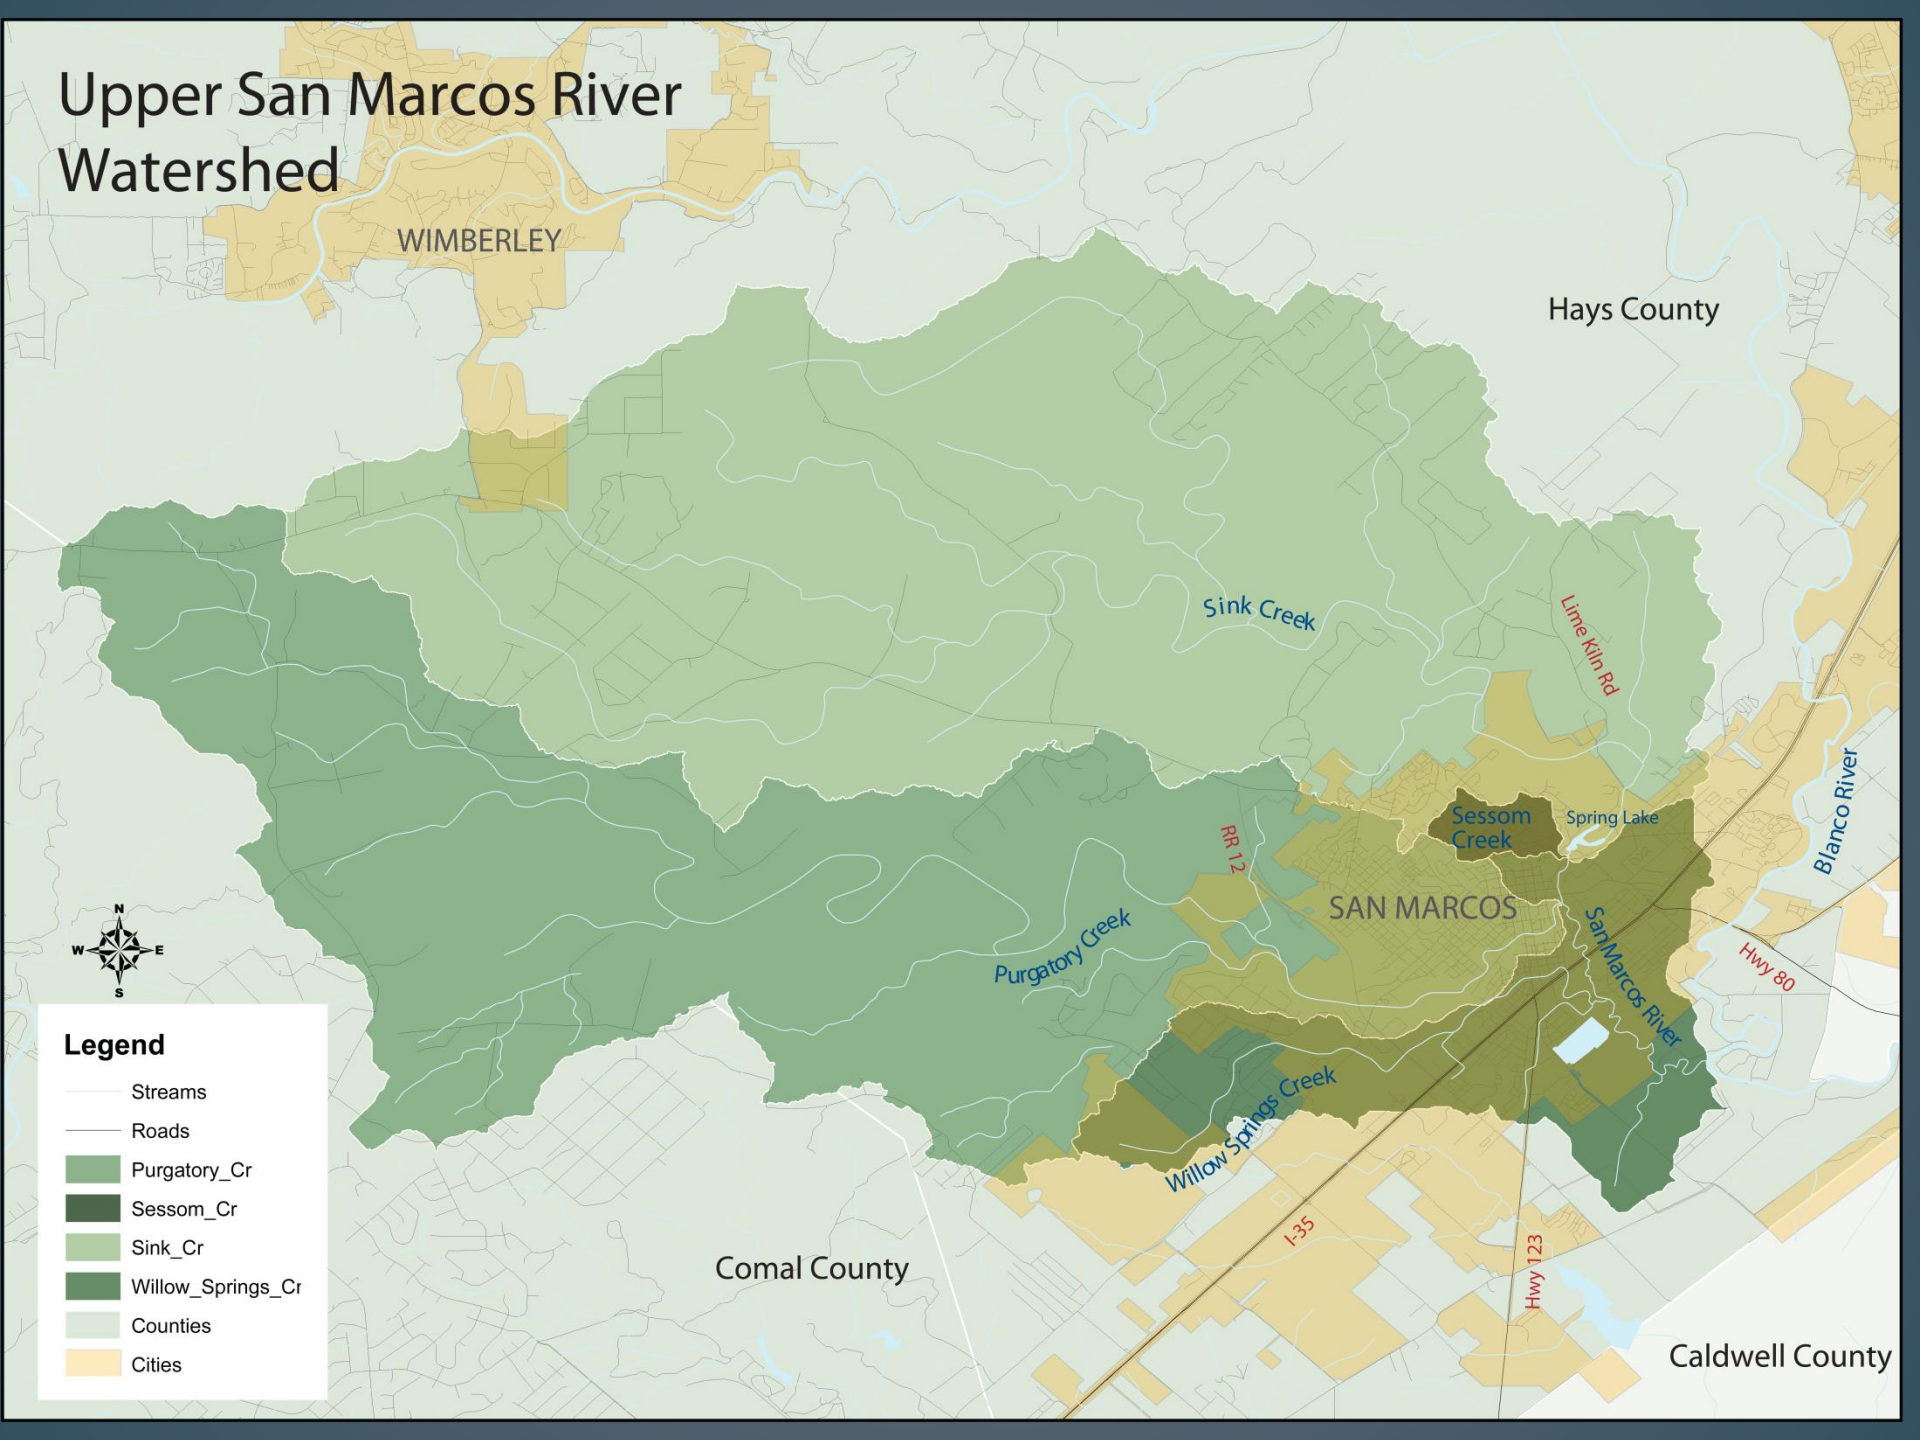 Upper San Marcos River
Watershed
WIMBERLEY
Hays County
Sink Creek
Lime Kiln Rd
Blanco River
Sessom
Creek
Spring Lake
RR 12
SAN MARCOS
San Marcos River
Purgatory Creek
Hwy 80
N
W
E
S
Willow Springs Creek
I-35
Hwy 123
Comal County
Caldwell County
Legend
Streams
Roads
Purgatory_Cr
Sessom_Cr
Sink_Cr
Willow_Springs_Cr
Counties
Cities